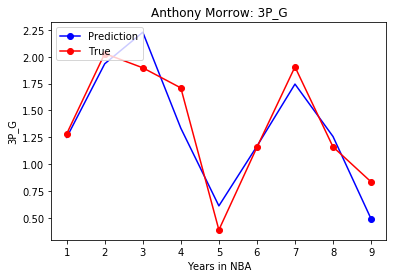 Anthony Morrow: 3P_G
Prediction
True
3P_G
2.25
2.00
1.75
1.50
1.25
1.00
0.75
0.50
1 2 3 4 5 6 7 8 9
Years in NBA